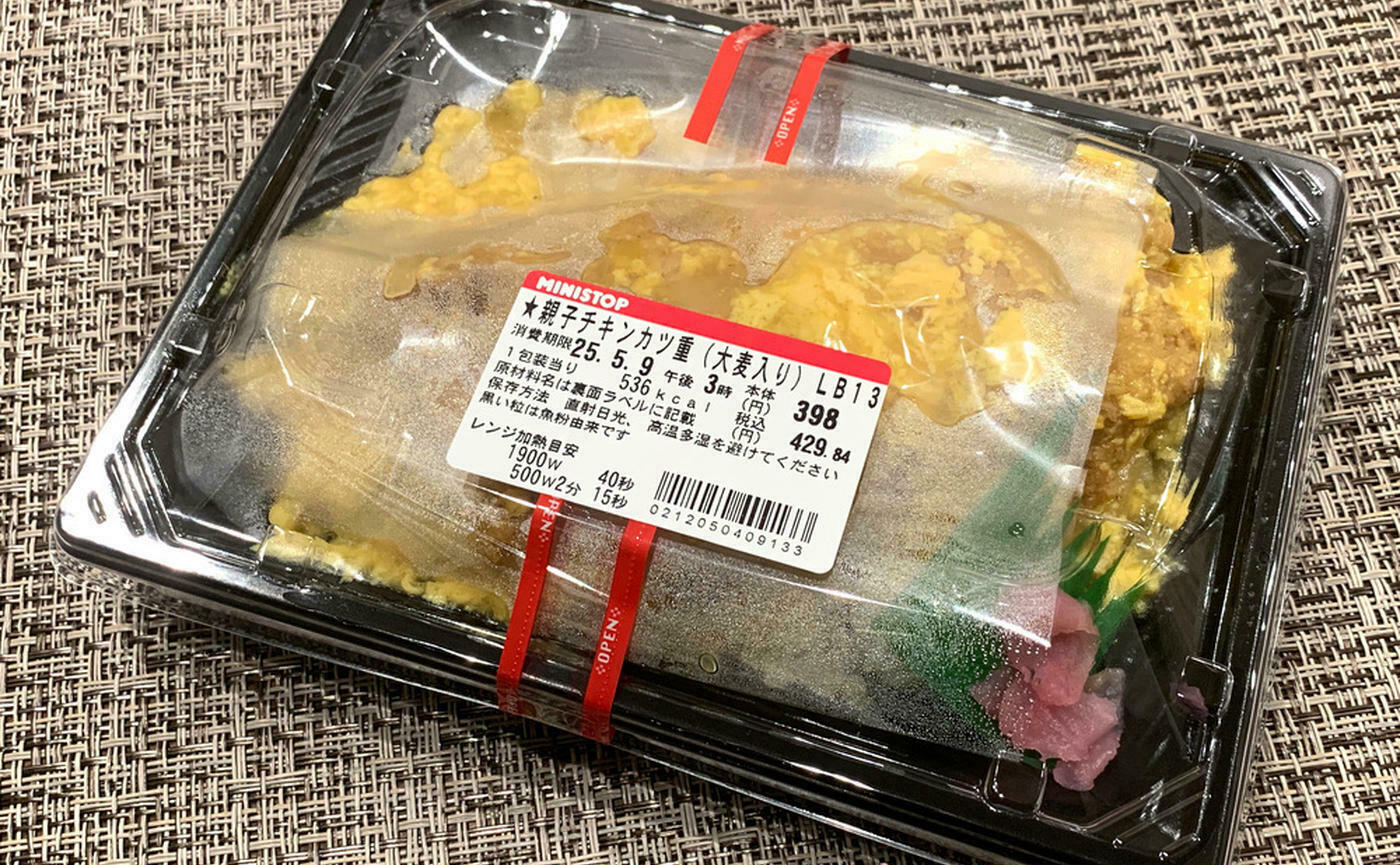 OPEN
MINISTOP
★親子チキンカツ重(大麦入り) LB13
消費期限 25. 5. 9 午後 3時 本体(円) 398
1包装当り 536kcal 税込(円) 429.84
原材料名は裏面ラベルに記載
保存方法 直射日光、高温多湿を避けてください
黒い粒は魚粉由来です
レンジ加熱目安
1900W 40秒
500W2分 15秒
0212050409133
OPEN
OPEN